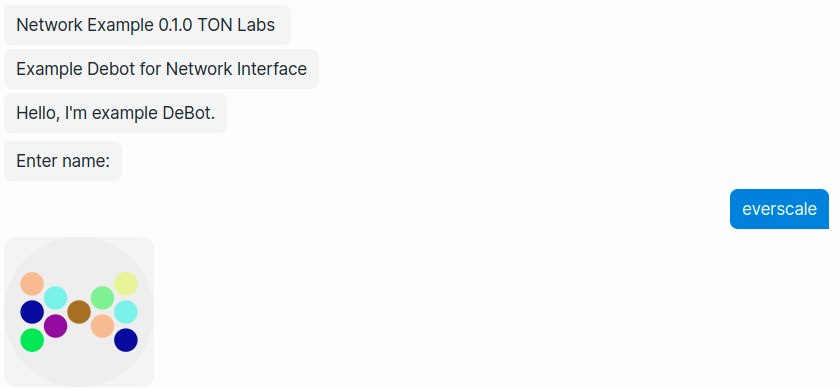 Network Example 0.1.0 TON Labs
Example Debot for Network Interface
Hello, I'm example DeBot.
Enter name:
everscale